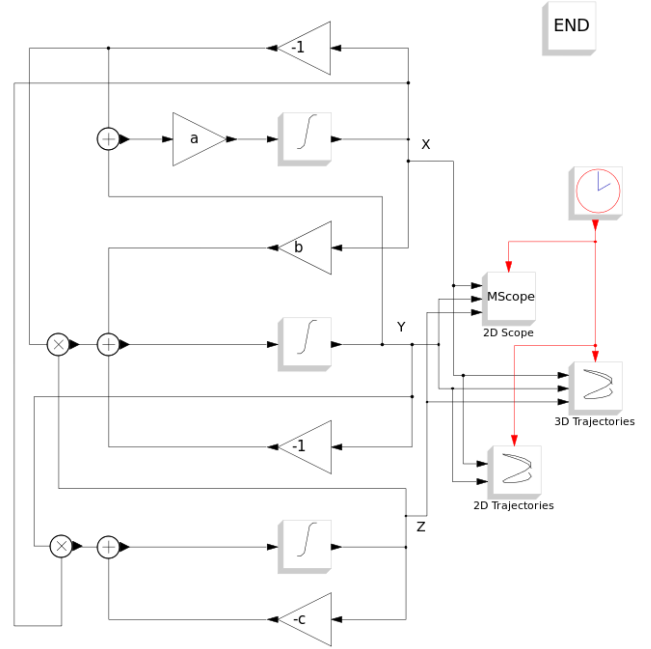 END
-1
a
X
b
MScope
2D Scope
Y
3D Trajectories
-1
2D Trajectories
Z
-c